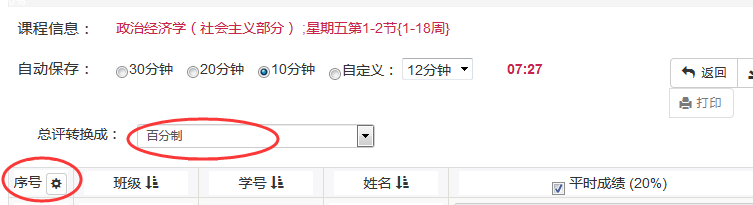 课程信息： 政治经济学（社会主义部分）;星期五第1-2节{1-18周}
自动保存： 30分钟 20分钟 10分钟 自定义： 12分钟 07:27 返回
打印
总评转换成： 百分制
序号 班级 学号 姓名 平时成绩 (20%)